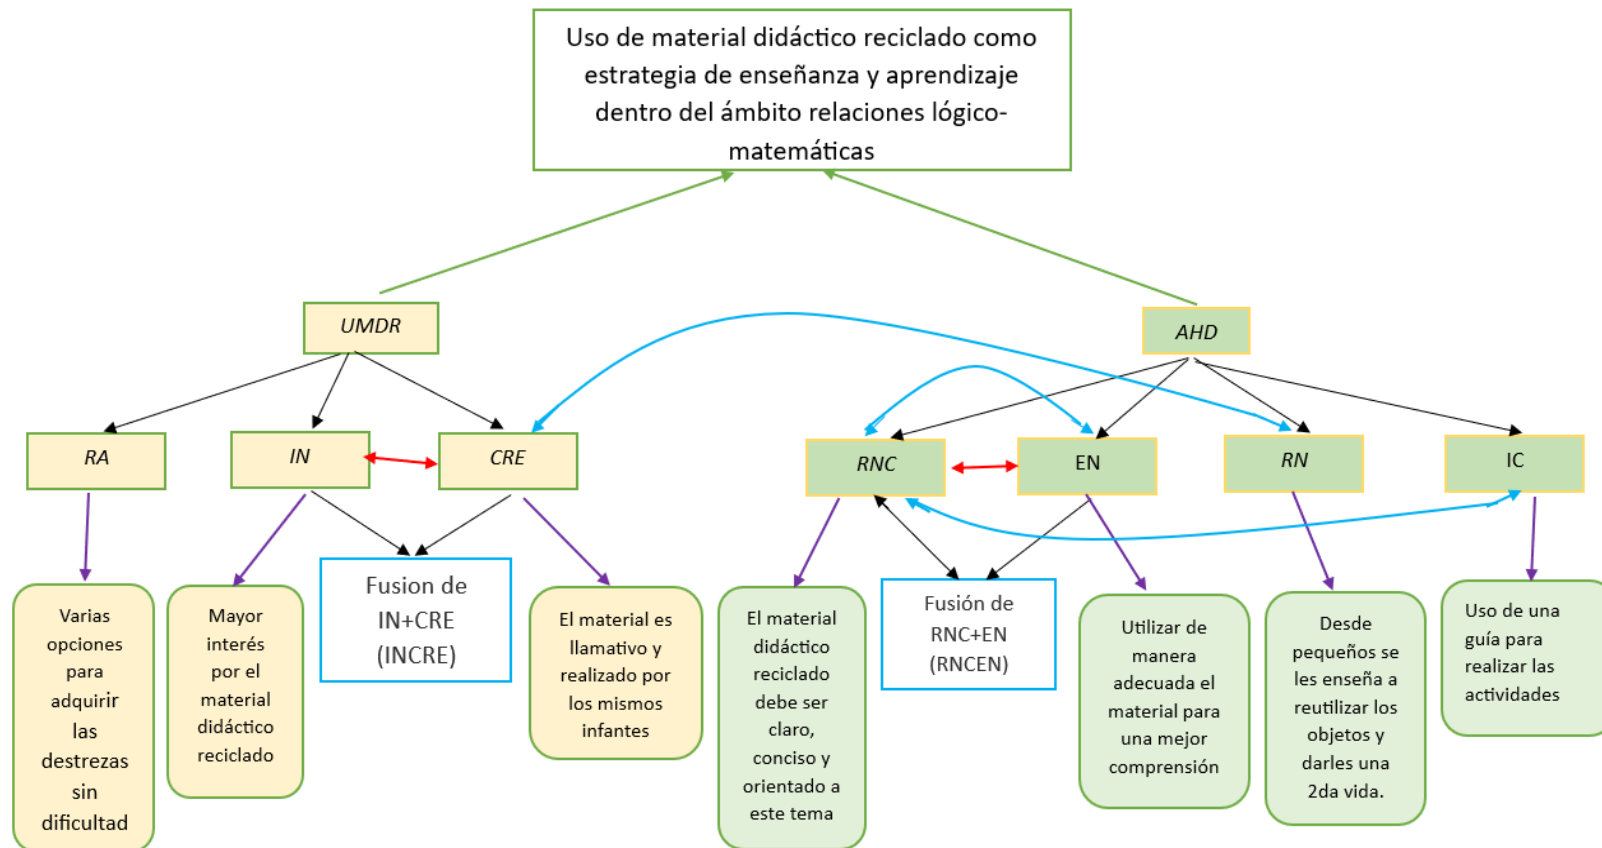 Uso de material didáctico reciclado como
estrategia de enseñanza y aprendizaje
dentro del ámbito relaciones lógico-
matemáticas
UMDR
AHD
RA
IN
CRE
RNC
EN
RN
IC
Varias
opciones
para
adquirir
las
destrezas
sin
dificultad
Mayor
interés
por el
material
didáctico
reciclado
Fusion de
IN+CRE
(INCRE)
El material es
llamativo y
realizado por
los mismos
infantes
El material
didáctico
reciclado
debe ser
claro,
conciso y
orientado a
este tema
Fusión de
RNC+EN
(RNCEN)
Utilizar de
manera
adecuada el
material para
una mejor
comprensión
Desde
pequeños se
les enseña a
reutilizar los
objetos y
darles una
2da vida.
Uso de una
guía para
realizar las
actividades